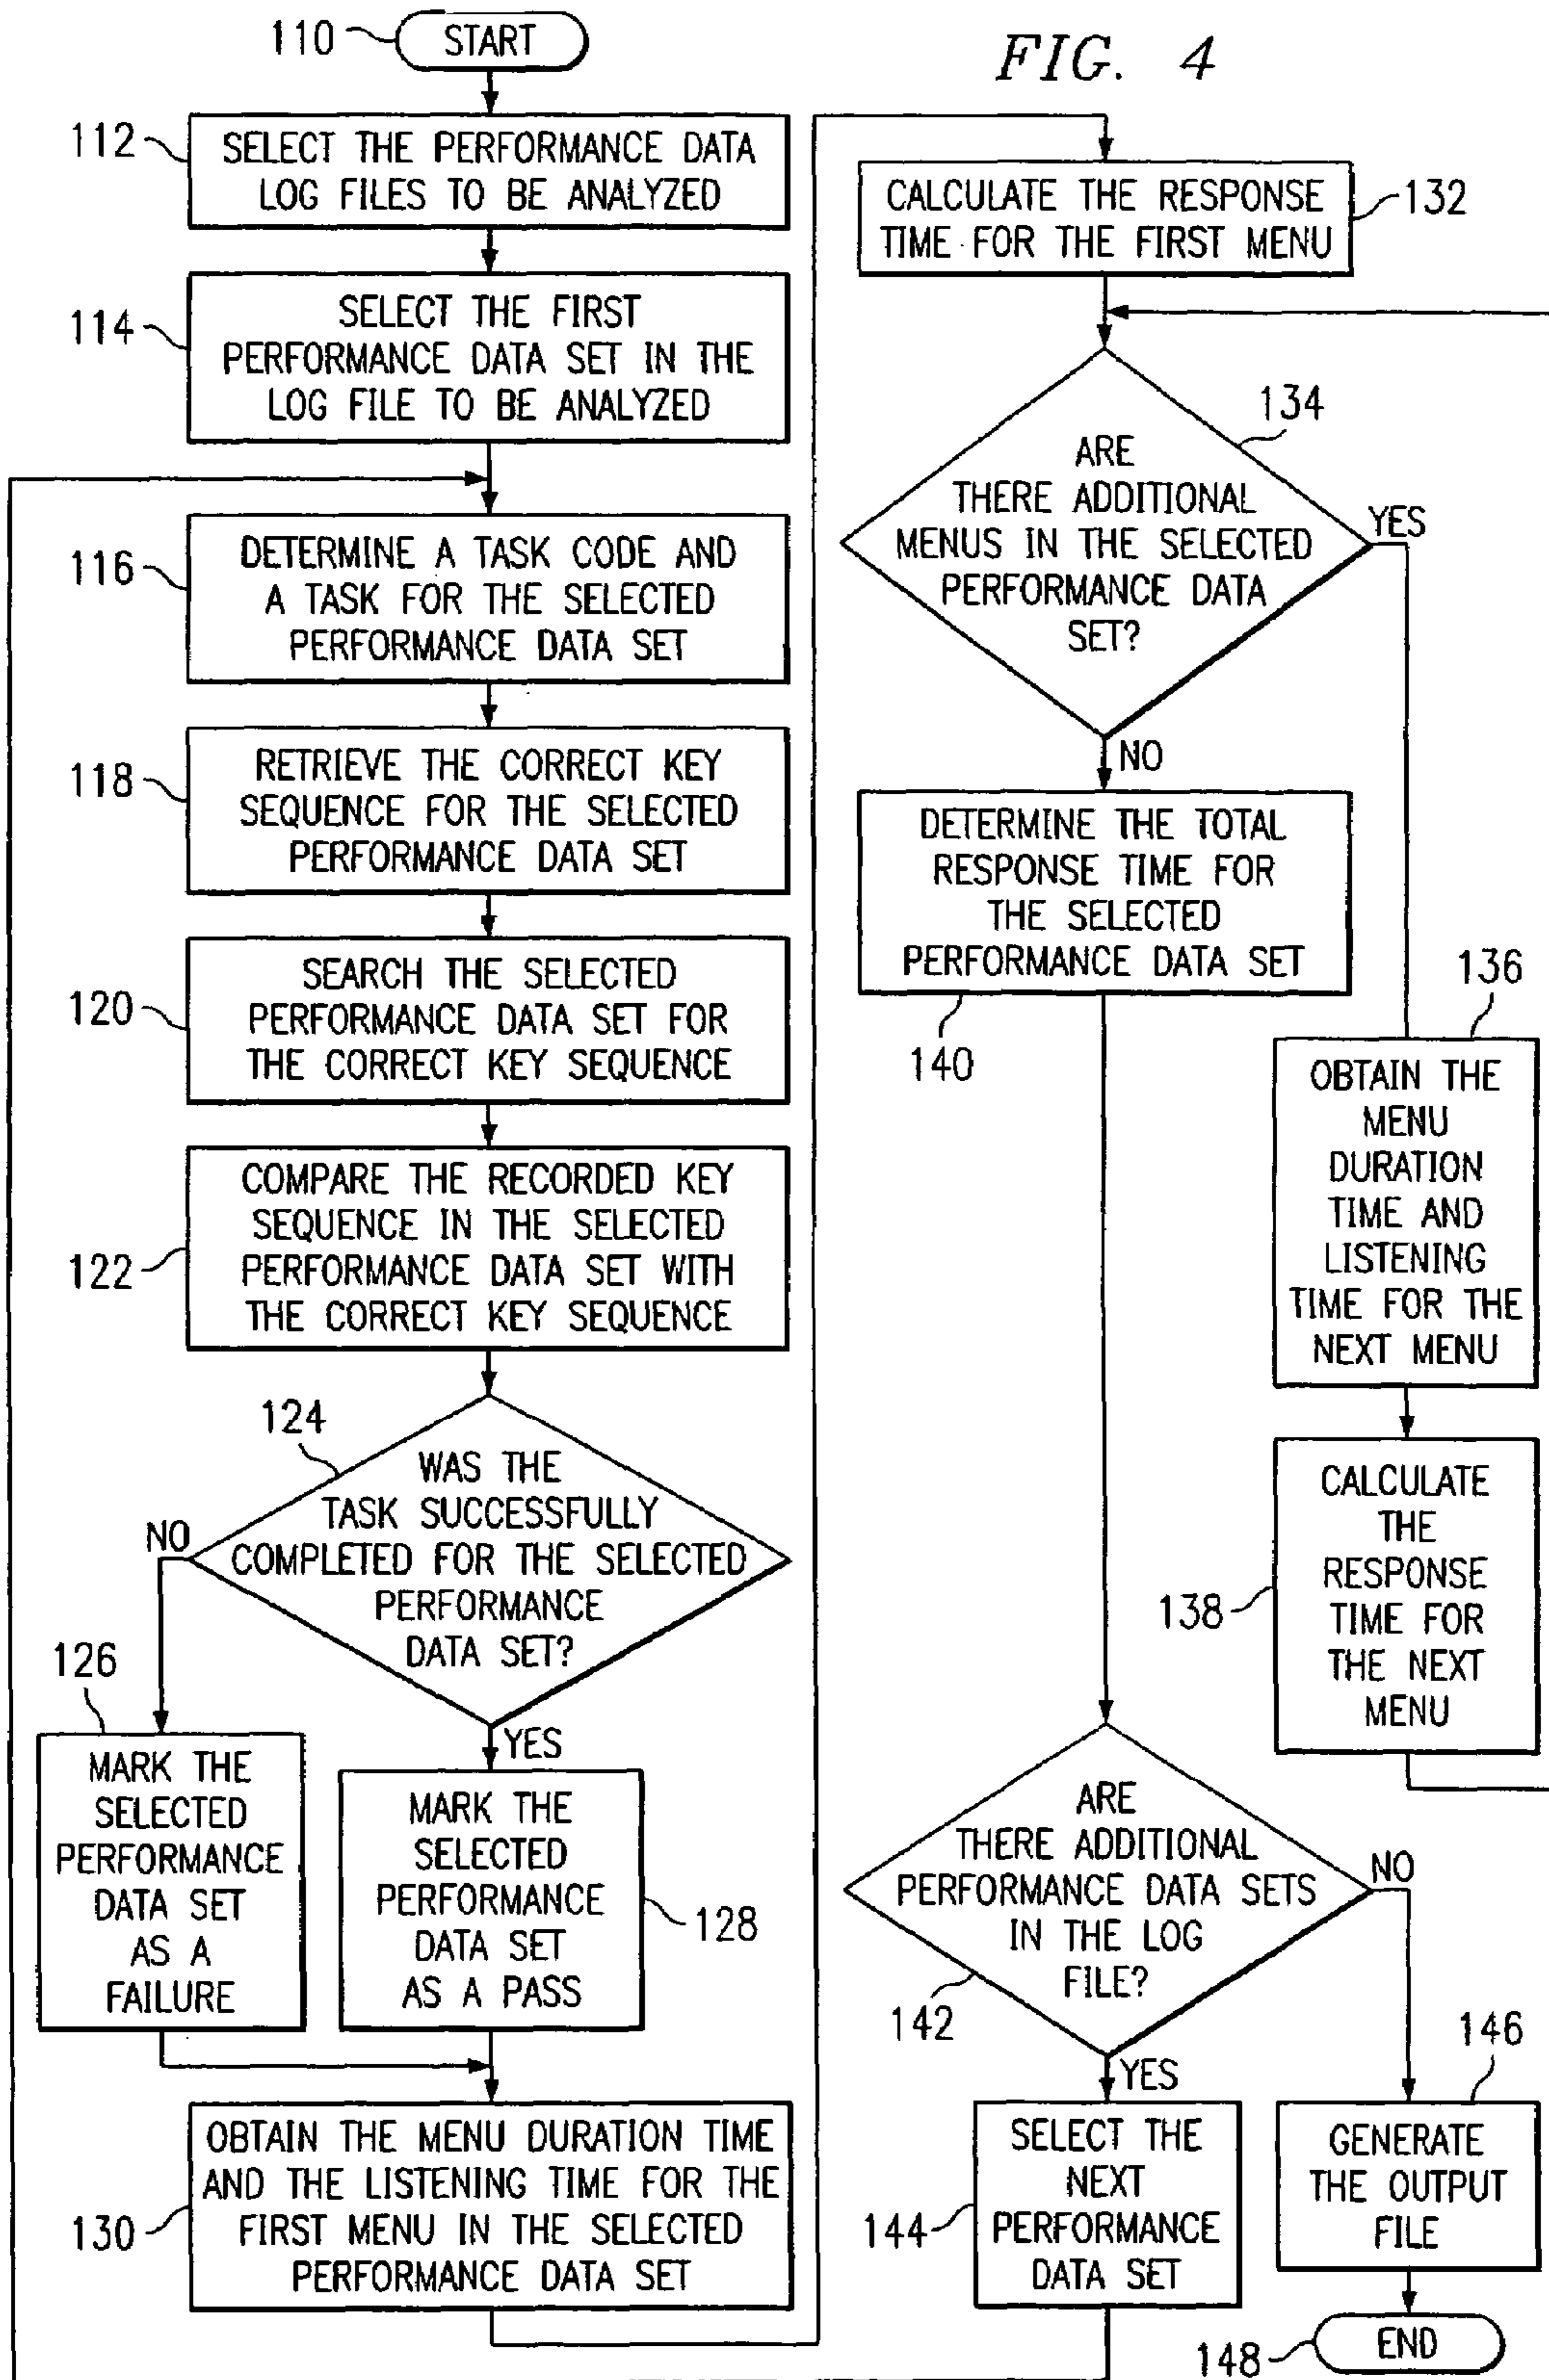 110
START
FIG. 4
112
SELECT THE PERFORMANCE DATA
LOG FILES TO BE ANALYZED
114
SELECT THE FIRST
PERFORMANCE DATA SET IN THE
LOG FILE TO BE ANALYZED
116
DETERMINE A TASK CODE AND
A TASK FOR THE SELECTED
PERFORMANCE DATA SET
118
RETRIEVE THE CORRECT KEY
SEQUENCE FOR THE SELECTED
PERFORMANCE DATA SET
120
SEARCH THE SELECTED
PERFORMANCE DATA SET FOR
THE CORRECT KEY SEQUENCE
122
COMPARE THE RECORDED KEY
SEQUENCE IN THE SELECTED
PERFORMANCE DATA SET WITH
THE CORRECT KEY SEQUENCE
124
WAS THE
TASK SUCCESSFULLY
COMPLETED FOR THE SELECTED
PERFORMANCE
DATA SET?
NO
YES
126
MARK THE
SELECTED
PERFORMANCE
DATA SET
AS A
FAILURE
MARK THE
SELECTED
PERFORMANCE
DATA SET
AS A PASS
128
130
OBTAIN THE MENU DURATION TIME
AND THE LISTENING TIME FOR THE
FIRST MENU IN THE SELECTED
PERFORMANCE DATA SET
CALCULATE THE RESPONSE
TIME FOR THE FIRST MENU
132
134
ARE
THERE ADDITIONAL
MENUS IN THE SELECTED
PERFORMANCE DATA
SET?
YES
NO
DETERMINE THE TOTAL
RESPONSE TIME FOR
THE SELECTED
PERFORMANCE DATA SET
140
136
OBTAIN THE
MENU
DURATION
TIME AND
LISTENING
TIME FOR THE
NEXT MENU
138
CALCULATE
THE
RESPONSE
TIME FOR
THE NEXT
MENU
ARE
THERE ADDITIONAL
PERFORMANCE DATA SETS
IN THE LOG
FILE?
142
NO
YES
144
SELECT THE
NEXT
PERFORMANCE
DATA SET
146
GENERATE
THE OUTPUT
FILE
148
END